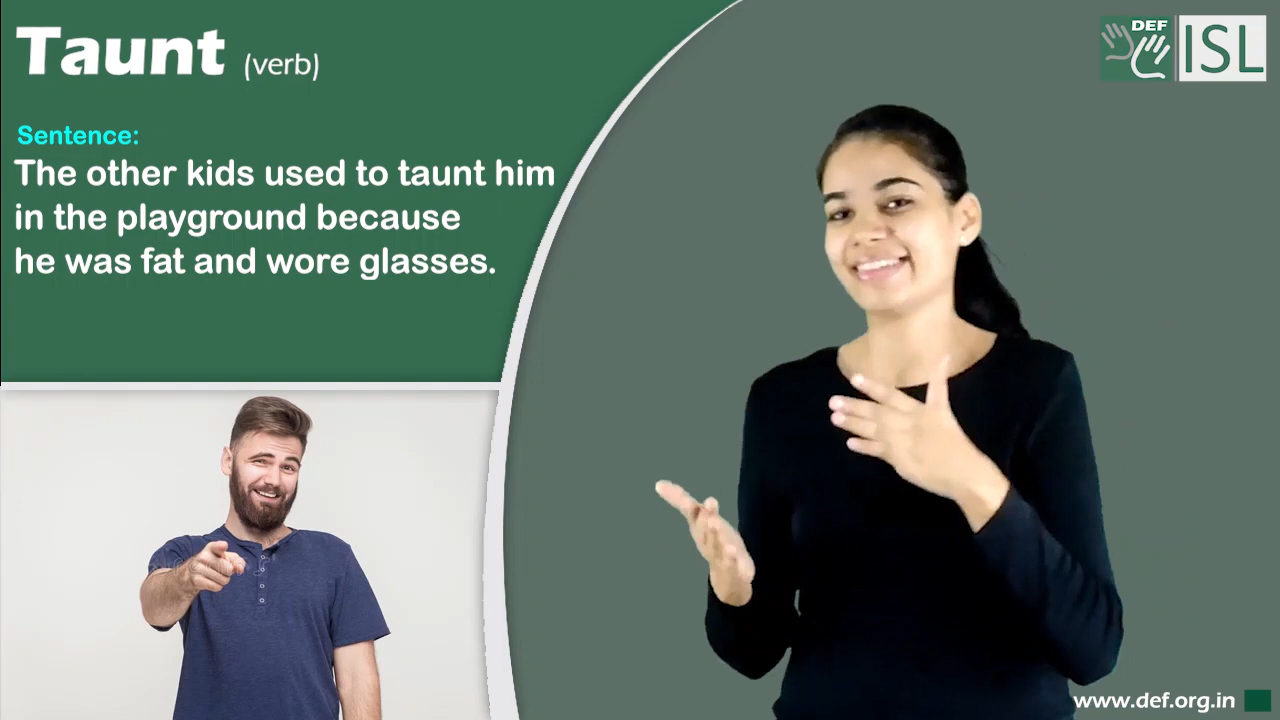 Taunt (verb)
Sentence:
The other kids used to taunt him
in the playground because
he was fat and wore glasses.
DEF
ISL
www.def.org.in